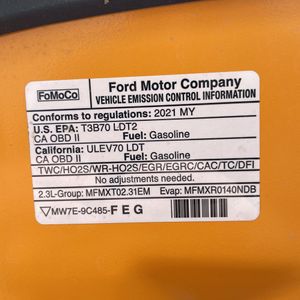 FoMoCo
Ford Motor Company
VEHICLE EMISSION CONTROL INFORMATION
Conforms to regulations: 2021 MY
U.S. EPA: T3B70 LDT2
CA OBD II Fuel: Gasoline
California: ULEV70 LDT
CA OBD II Fuel: Gasoline
TWC/HO2S/WR-HO2S/EGR/EGRC/CAC/TC/DFI
No adjustments needed.
2.3L-Group: MFMXT02.31EM Evap: MFMXR0140NDB
MW7E-9C485-FEG